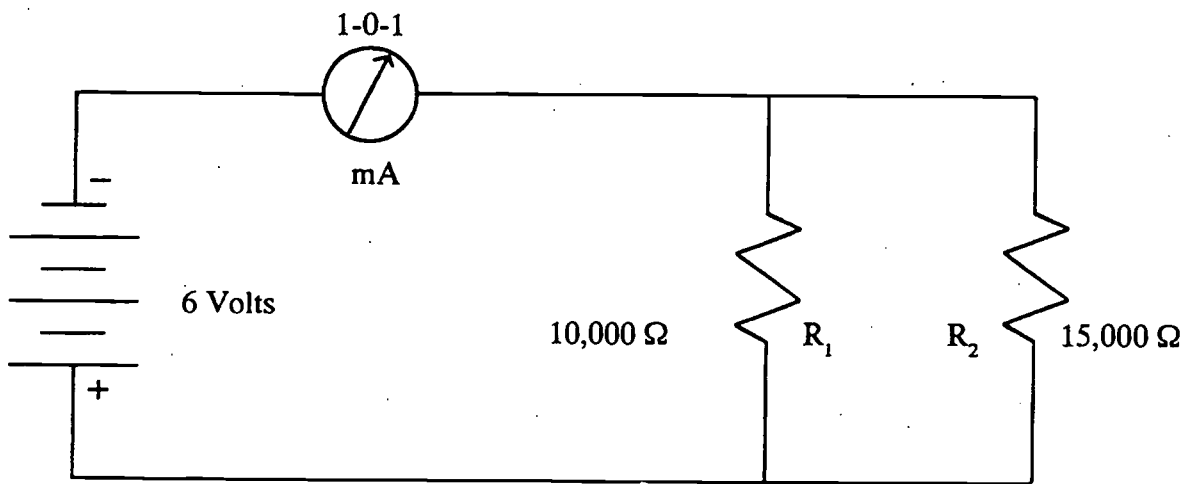 1-0-1
mA
−
6 Volts
+
10,000 Ω
R₁
R₂
15,000 Ω